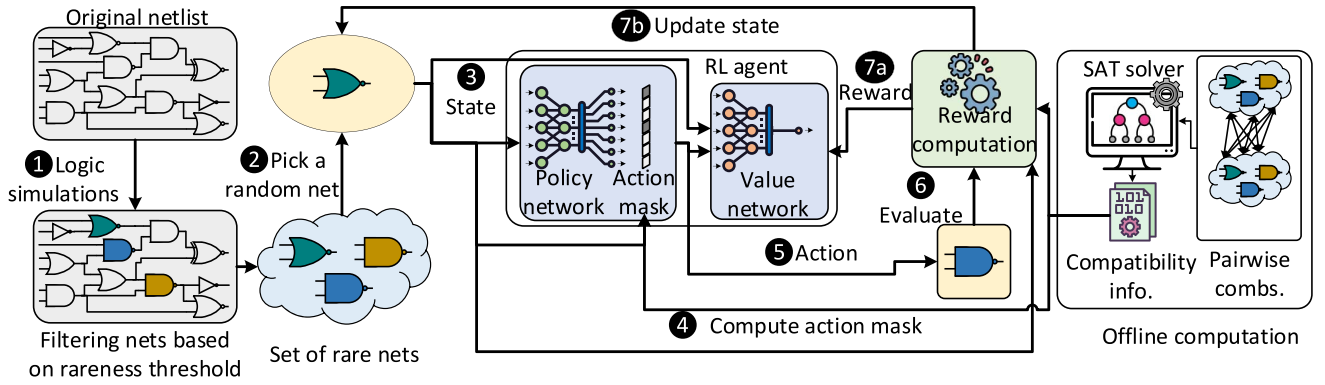 Original netlist
1 Logic
simulations
Filtering nets based
on rareness threshold
2 Pick a
random net
Set of rare nets
7b Update state
3
State
RL agent
Policy
network
Action
mask
Value
network
7a
Reward
Reward
computation
6
Evaluate
5 Action
4 Compute action mask
SAT solver
101
010
Compatibility
info.
Pairwise
combs.
Offline computation